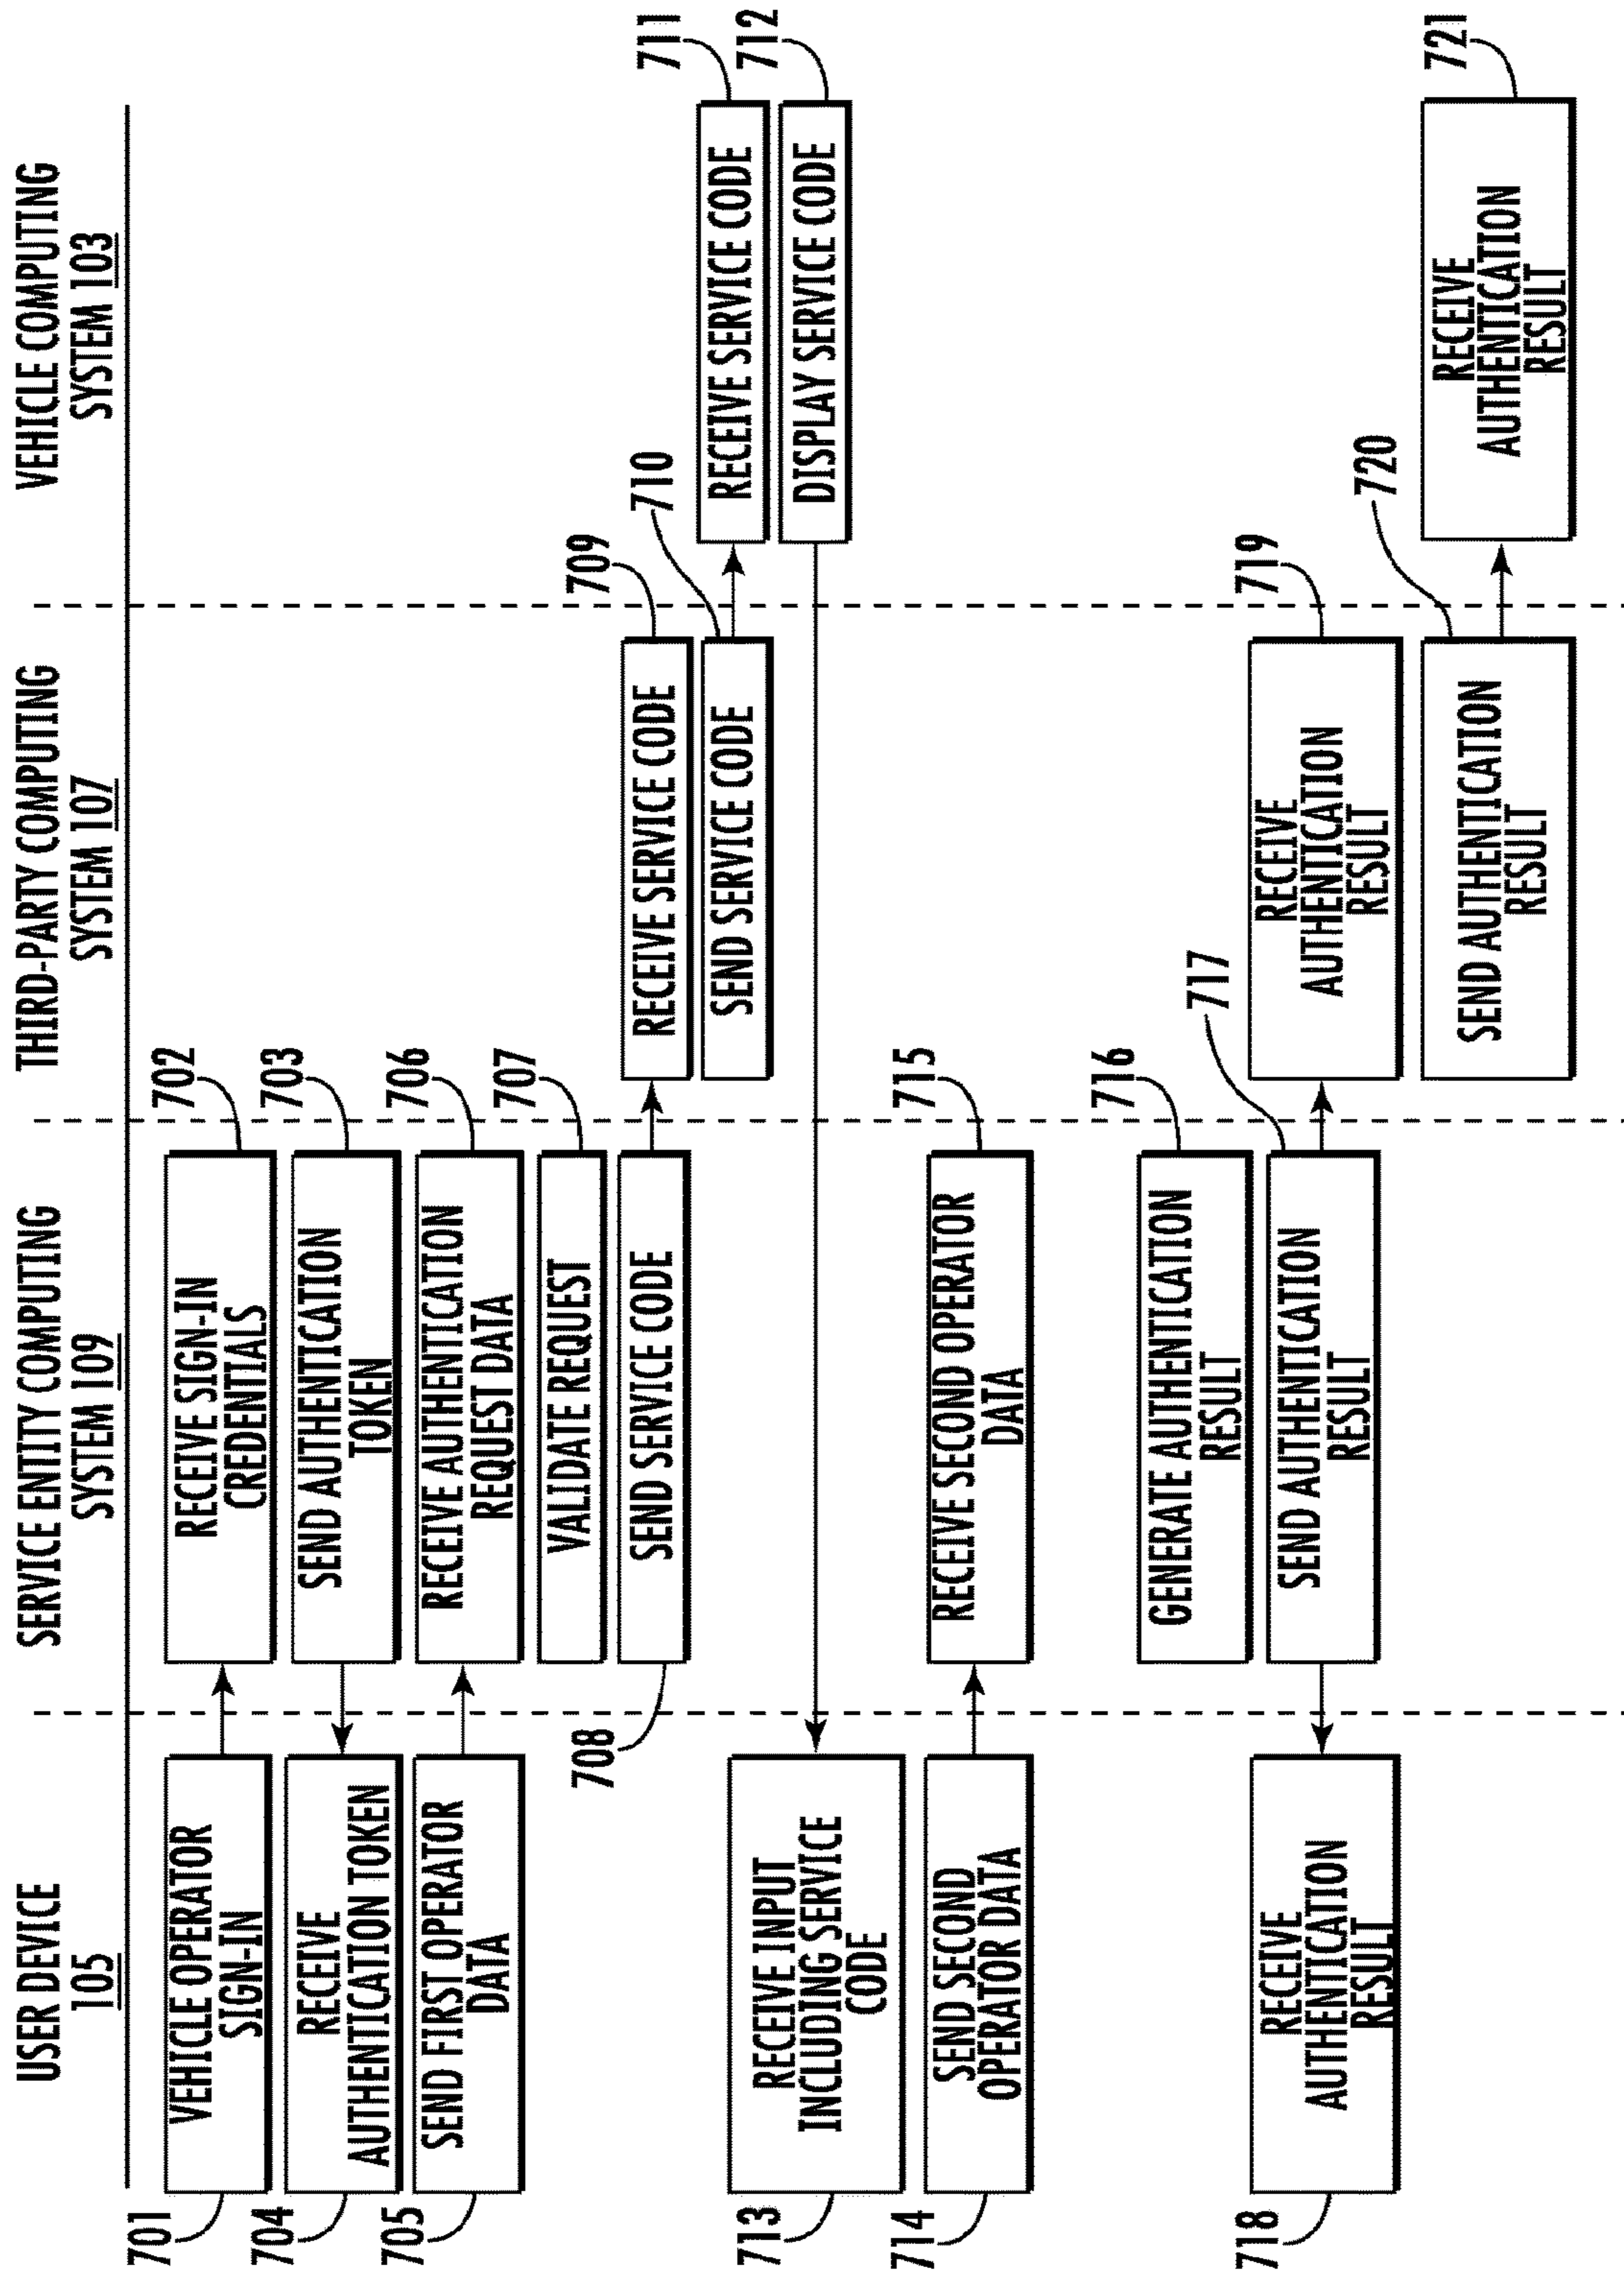 USER DEVICE
105
SERVICE ENTITY COMPUTING
SYSTEM 109
THIRD-PARTY COMPUTING
SYSTEM 107
VEHICLE COMPUTING
SYSTEM 103
701
VEHICLE OPERATOR
SIGN-IN
RECEIVE SIGN-IN
CREDENTIALS
702
704
RECEIVE
AUTHENTICATION TOKEN
SEND AUTHENTICATION
TOKEN
703
705
SEND FIRST OPERATOR
DATA
RECEIVE AUTHENTICATION
REQUEST DATA
706
VALIDATE REQUEST
707
708
SEND SERVICE CODE
RECEIVE SERVICE CODE
709
SEND SERVICE CODE
710
RECEIVE SERVICE CODE
711
DISPLAY SERVICE CODE
712
713
RECEIVE INPUT
INCLUDING SERVICE
CODE
714
SEND SECOND
OPERATOR DATA
RECEIVE SECOND OPERATOR
DATA
715
GENERATE AUTHENTICATION
RESULT
716
SEND AUTHENTICATION
RESULT
717
718
RECEIVE
AUTHENTICATION
RESULT
RECEIVE
AUTHENTICATION
RESULT
719
SEND AUTHENTICATION
RESULT
720
RECEIVE
AUTHENTICATION
RESULT
721